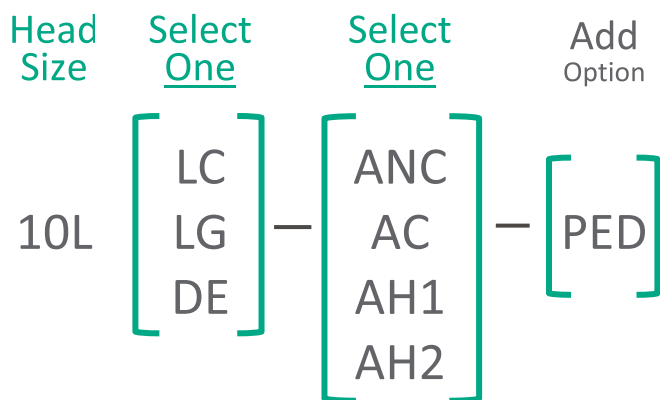 Head
Size
Select
One
Select
One
Add
Option
10L
LC
LG
DE
—
ANC
AC
AH1
AH2
—
PED